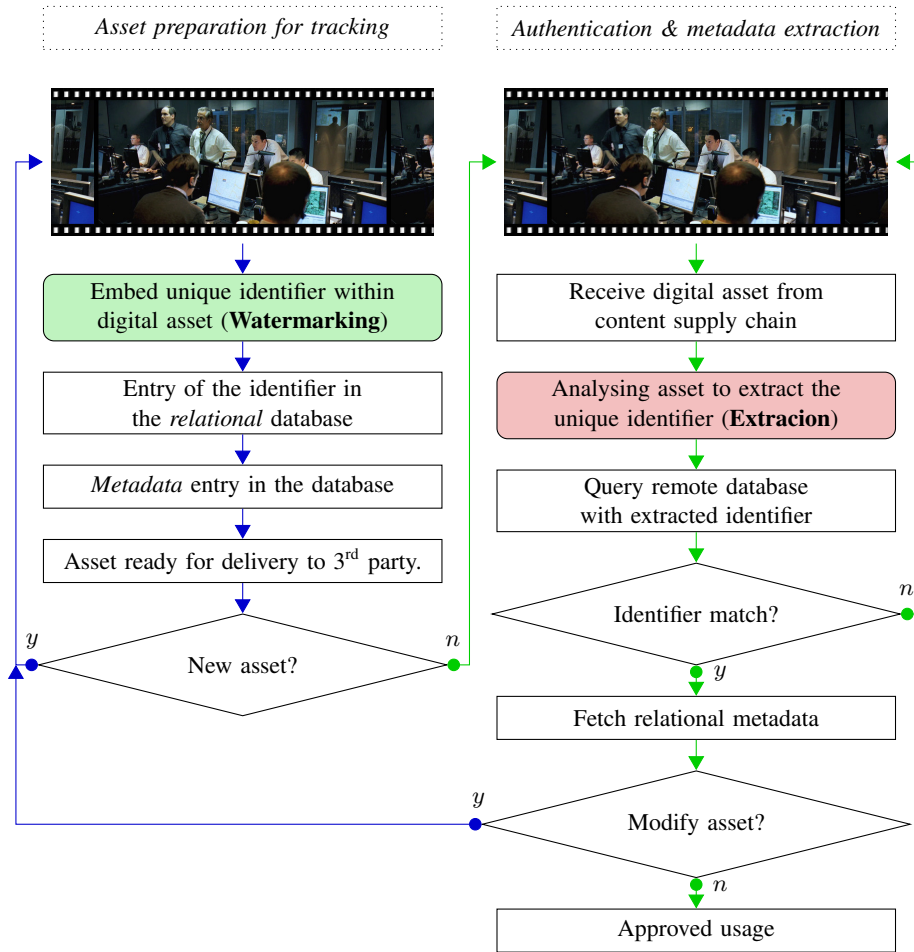 Asset preparation for tracking
Embed unique identifier within
digital asset (Watermarking)
Entry of the identifier in
the relational database
Metadata entry in the database
Asset ready for delivery to 3rd party.
y
n
New asset?
Authentication & metadata extraction
Receive digital asset from
content supply chain
Analysing asset to extract the
unique identifier (Extracion)
Query remote database
with extracted identifier
n
Identifier match?
y
Fetch relational metadata
y
Modify asset?
n
Approved usage